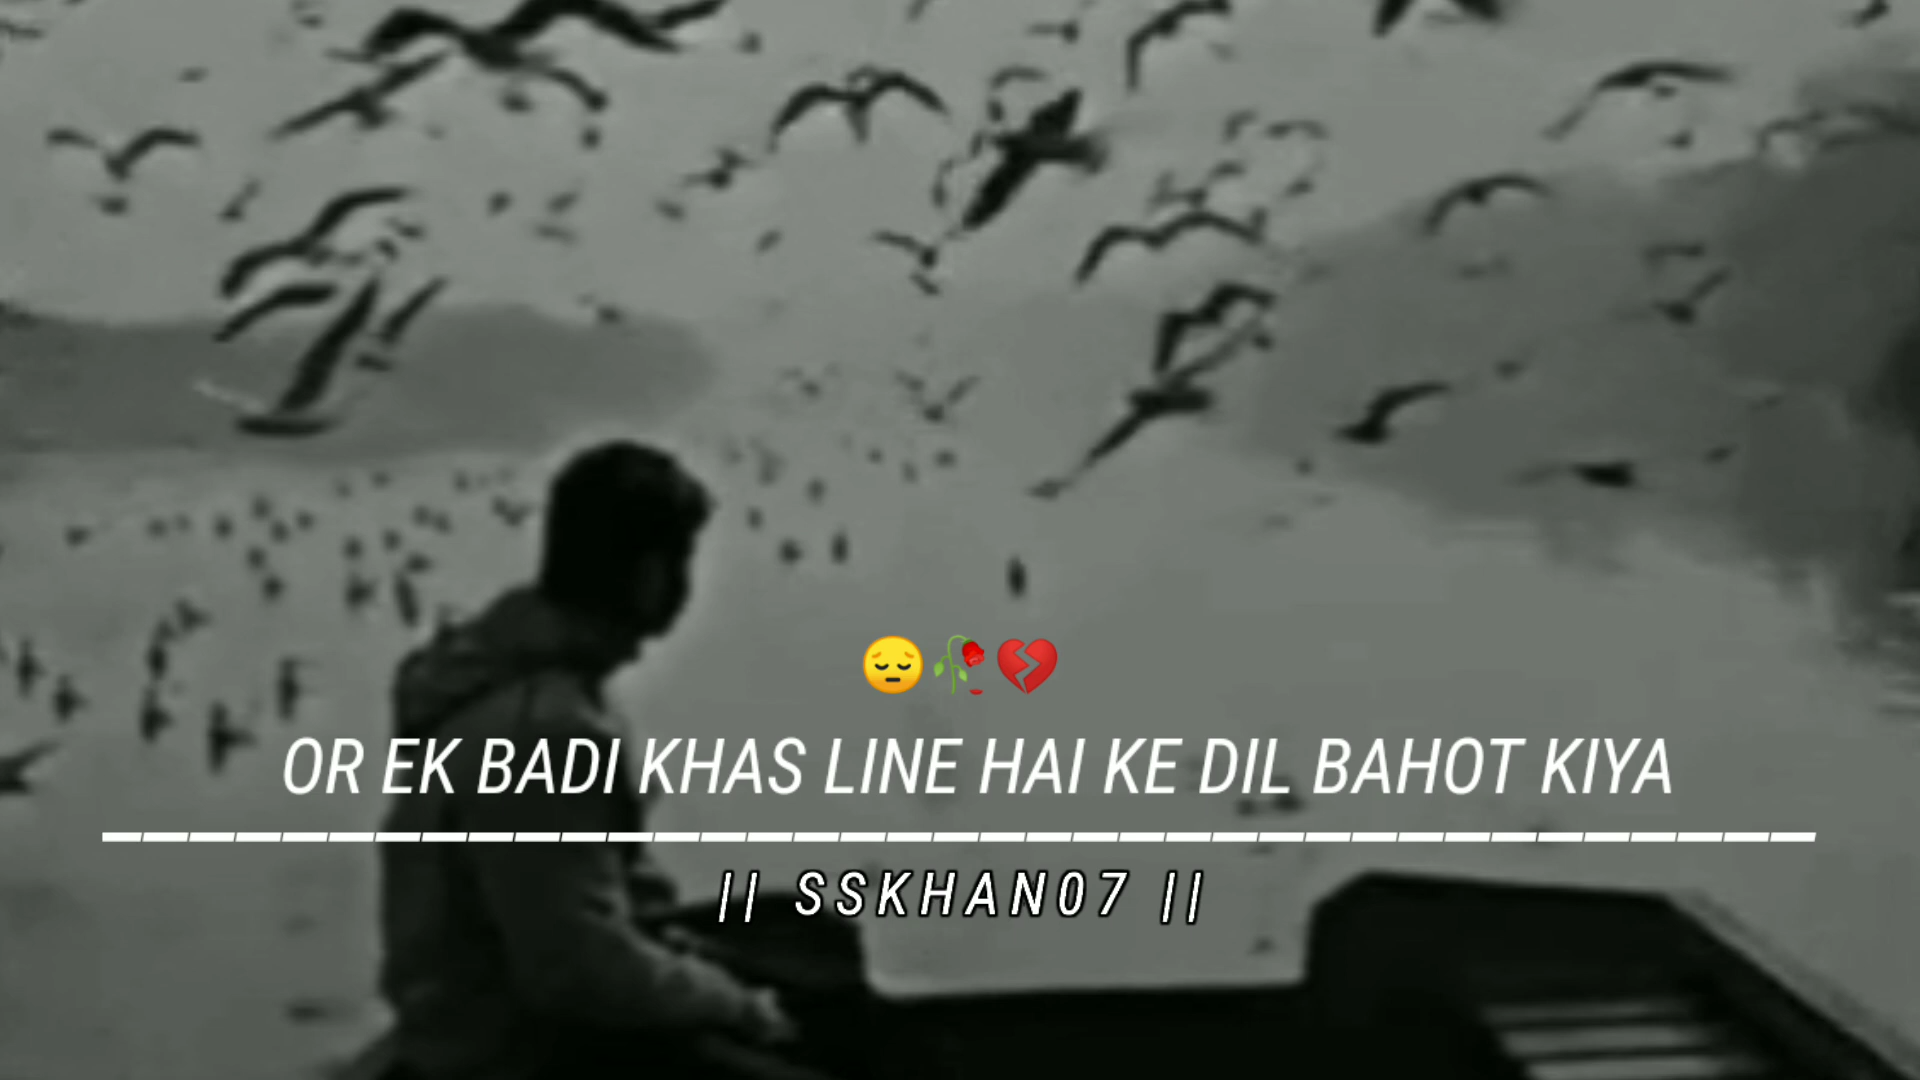 😔🥀💔
OR EK BADI KHAS LINE HAI KE DIL BAHOT KIYA
|| SSKHAN07 ||